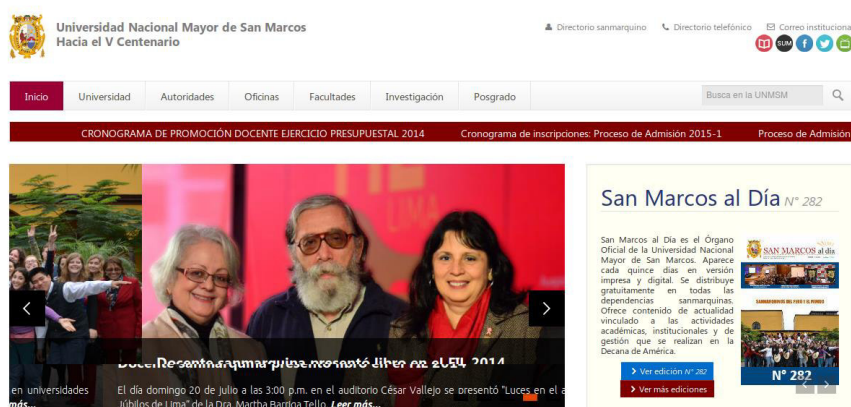 Universidad Nacional Mayor de San Marcos
Hacia el V Centenario
Directorio sanmarquino Directorio telefónico Correo instituciona
SUM
Inicio Universidad Autoridades Oficinas Facultades Investigación Posgrado Busca en la UNMSM
CRONOGRAMA DE PROMOCIÓN DOCENTE EJERCICIO PRESUPUESTAL 2014 Cronograma de inscripciones: Proceso de Admisión 2015-1 Proceso de Admisión
LIMA
2014
en universidades
más...
El día domingo 20 de julio a las 3:00 p.m. en el auditorio César Vallejo se presentó "Luces en el a
Júbilos de Lima" de la Dra. Martha Barriga Tello. Leer más...
San Marcos al Día N° 282
San Marcos al Día es el Órgano
Oficial de la Universidad Nacional
Mayor de San Marcos. Aparece
cada quince días en versión
impresa y digital. Se distribuye
gratuitamente en todas las
dependencias sanmarquinas.
Ofrece contenido de actualidad
vinculado a las actividades
académicas, institucionales y de
gestión que se realizan en la
Decana de América.
SAN MARCOS al día
N° 282
Ver edición N° 282
Ver más ediciones